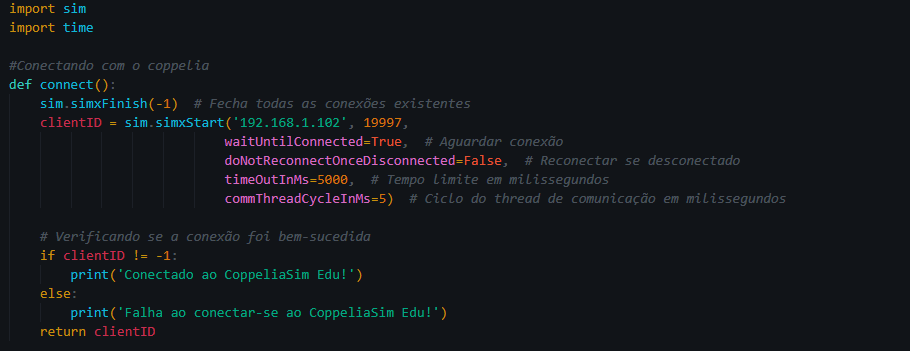 import sim
import time
#Conectando com o coppelia
def connect():
sim.simxFinish(-1)  # Fecha todas as conexões existentes
clientID = sim.simxStart('192.168.1.102', 19997,
waitUntilConnected=True,  # Aguardar conexão
doNotReconnectOnceDisconnected=False,  # Reconectar se desconectado
timeOutInMs=5000,  # Tempo limite em milissegundos
commThreadCycleInMs=5)  # Ciclo do thread de comunicação em milissegundos
# Verificando se a conexão foi bem-sucedida
if clientID != -1:
print('Conectado ao CoppeliaSim Edu!')
else:
print('Falha ao conectar-se ao CoppeliaSim Edu!')
return clientID